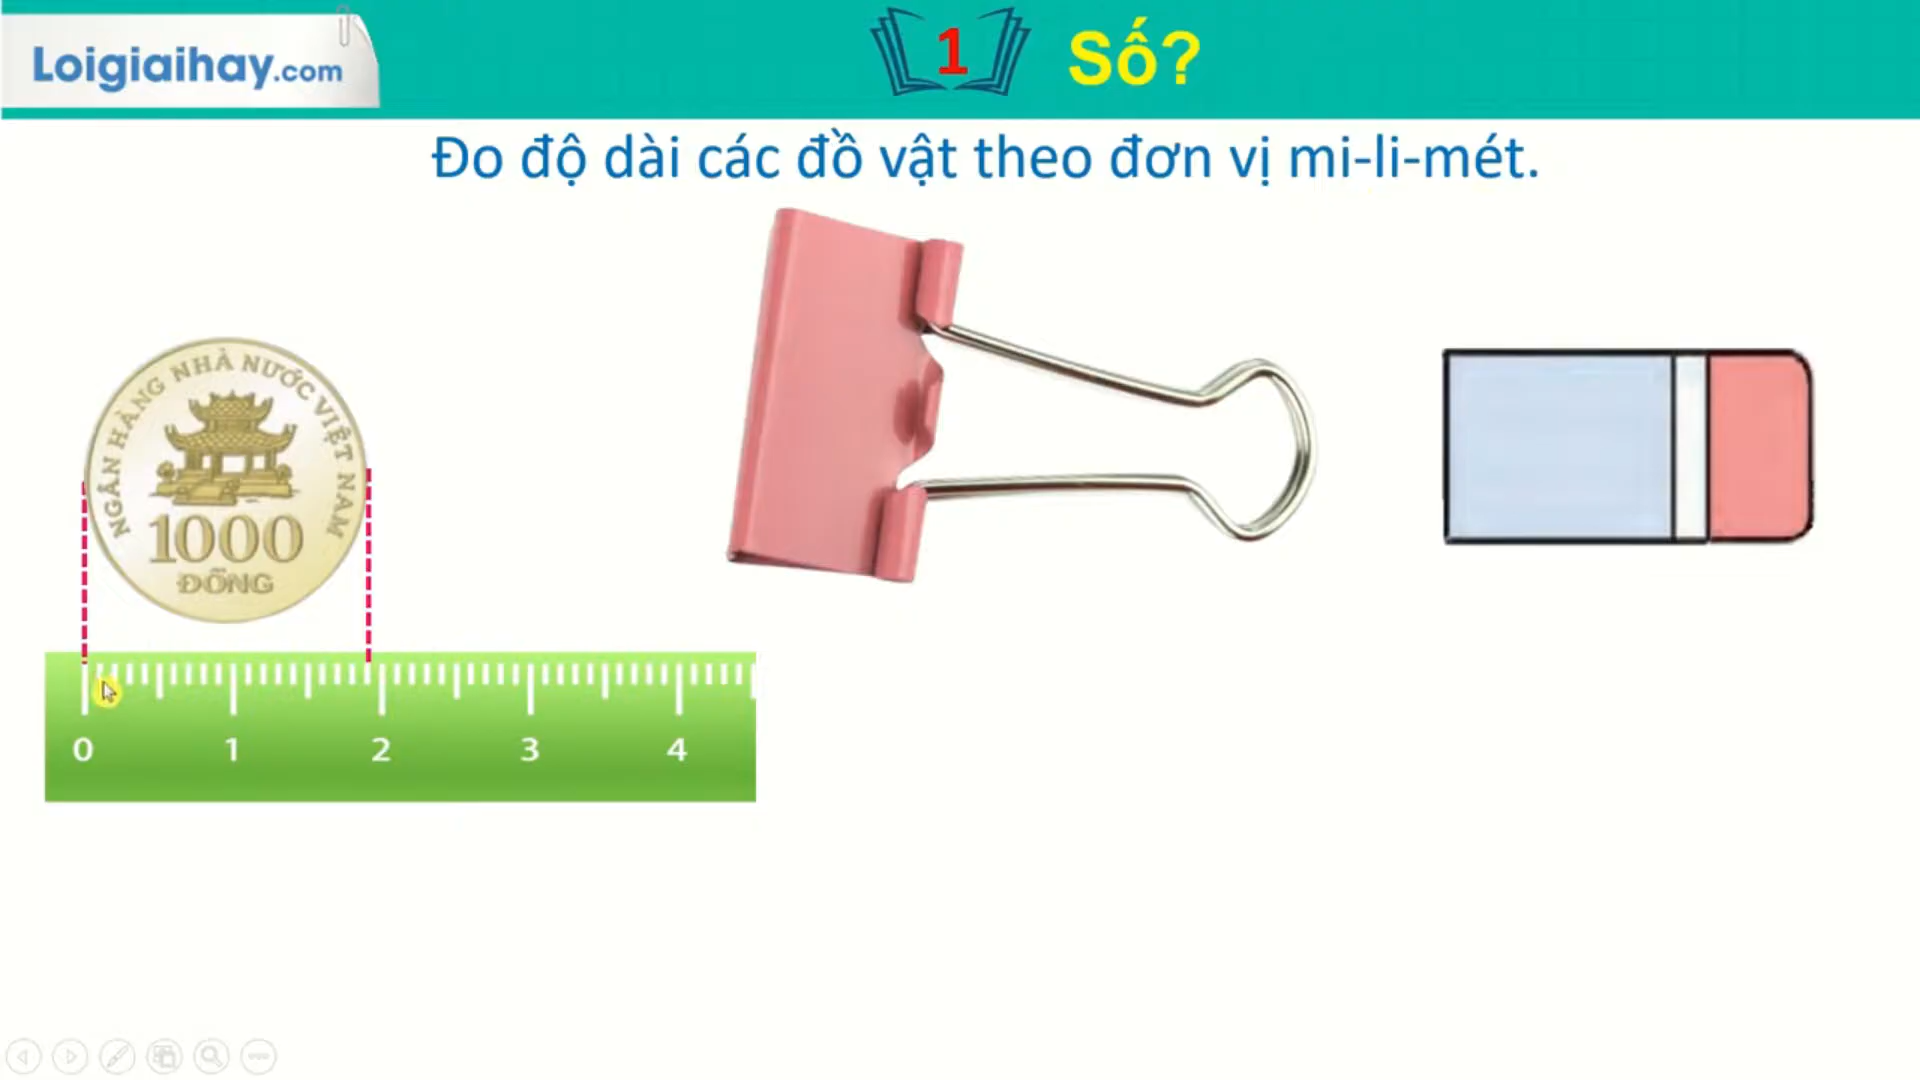 Loigiaihay.com
1 Số?
Đo độ dài các đồ vật theo đơn vị mi-li-mét.
NGÂN HÀNG NHÀ NƯỚC VIỆT NAM
1000
ĐỒNG
0 1 2 3 4